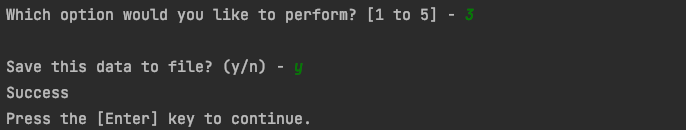 Which option would you like to perform? [1 to 5] - 3
Save this data to file? (y/n) - y
Success
Press the [Enter] key to continue.